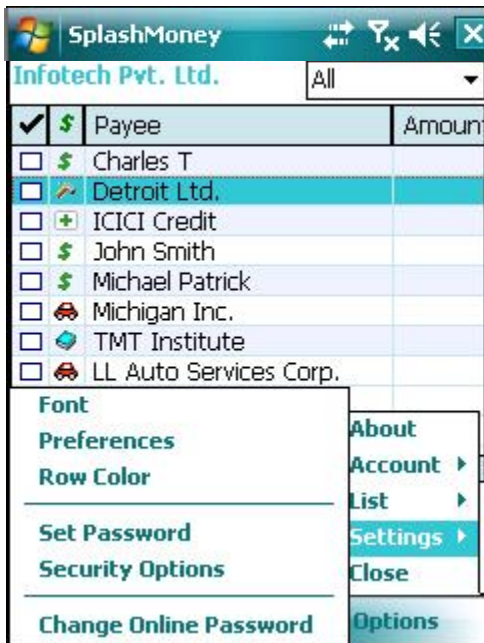 SplashMoney
Infotech Pvt. Ltd. All
$ Payee Amoun
$ Charles T
Detroit Ltd.
ICICI Credit
$ John Smith
$ Michael Patrick
Michigan Inc.
TMT Institute
LL Auto Services Corp.
Font
Preferences
Row Color
Set Password
Security Options
Change Online Password
About
Account
List
Settings
Close
Options